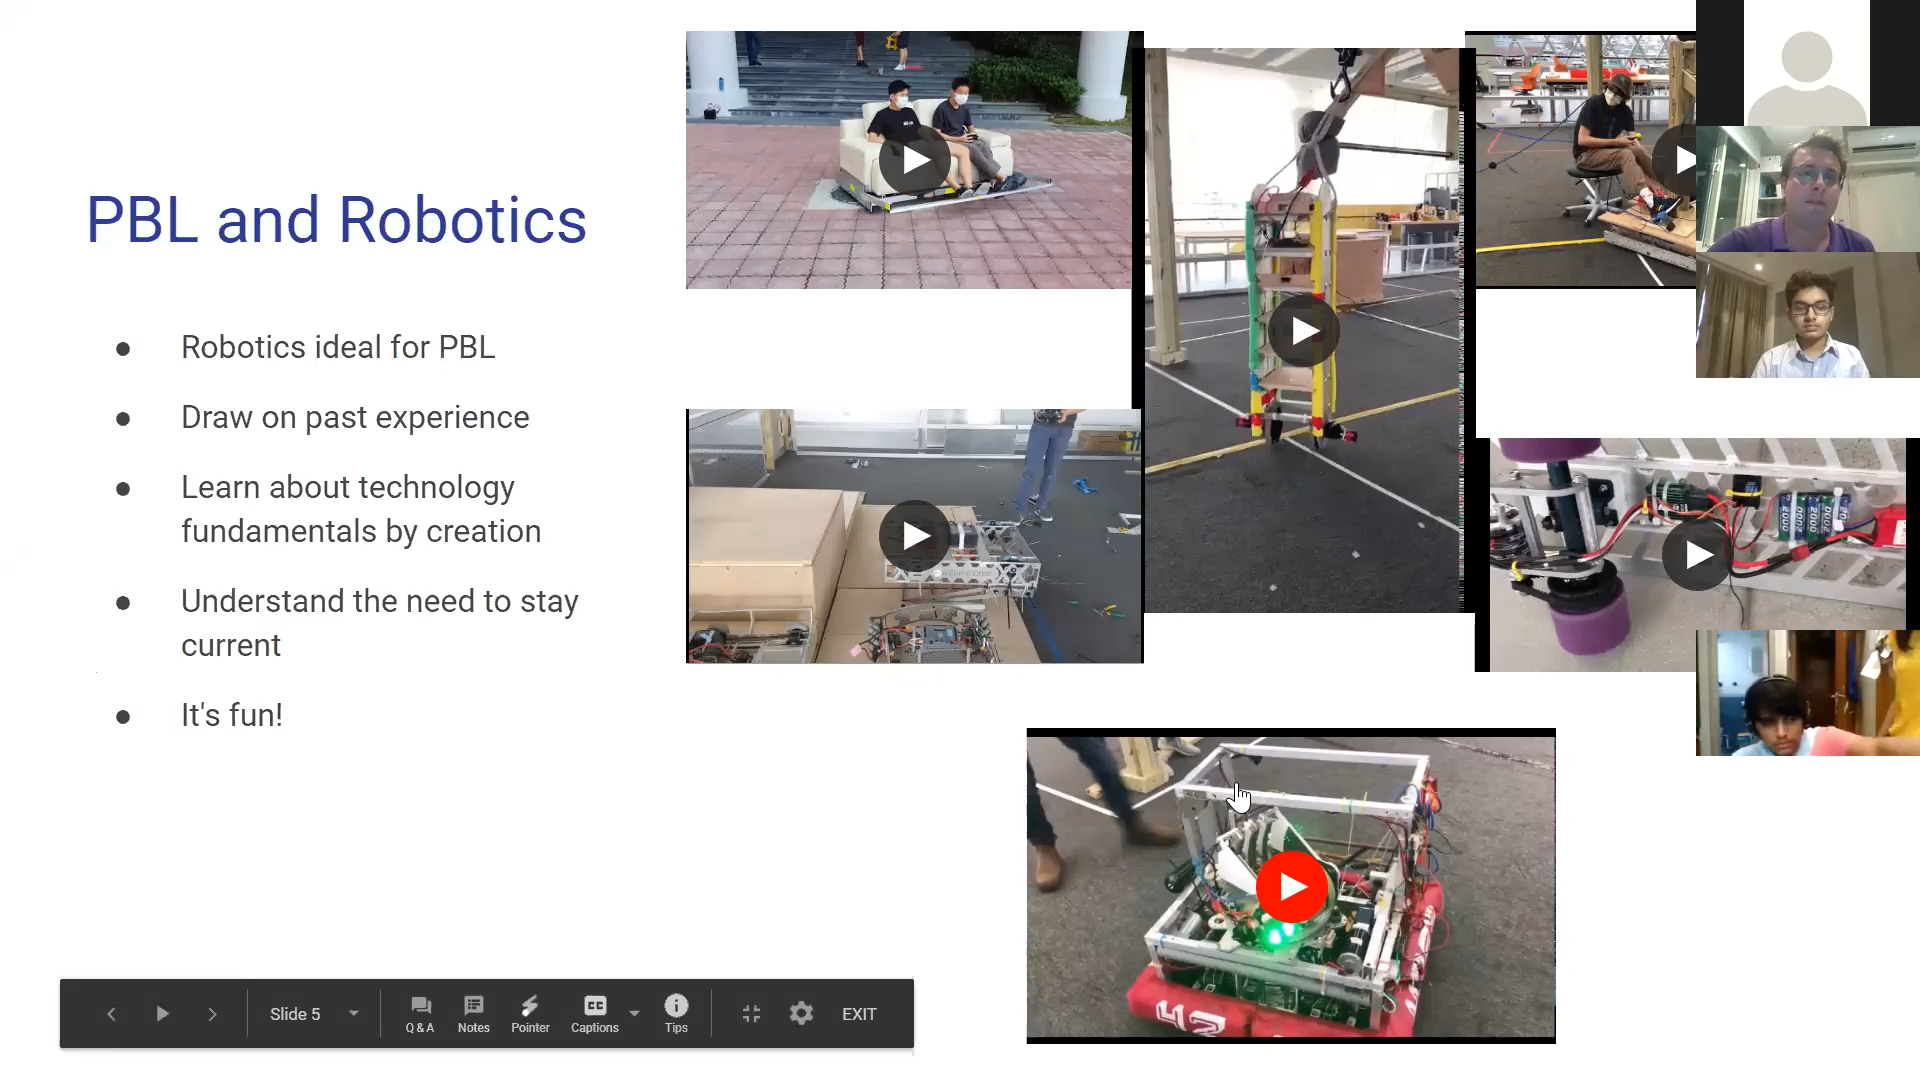 PBL and Robotics
● Robotics ideal for PBL
● Draw on past experience
● Learn about technology
fundamentals by creation
● Understand the need to stay
current
● It's fun!
Slide 5
Q & A
Notes
Pointer
CC
Captions
Tips
EXIT